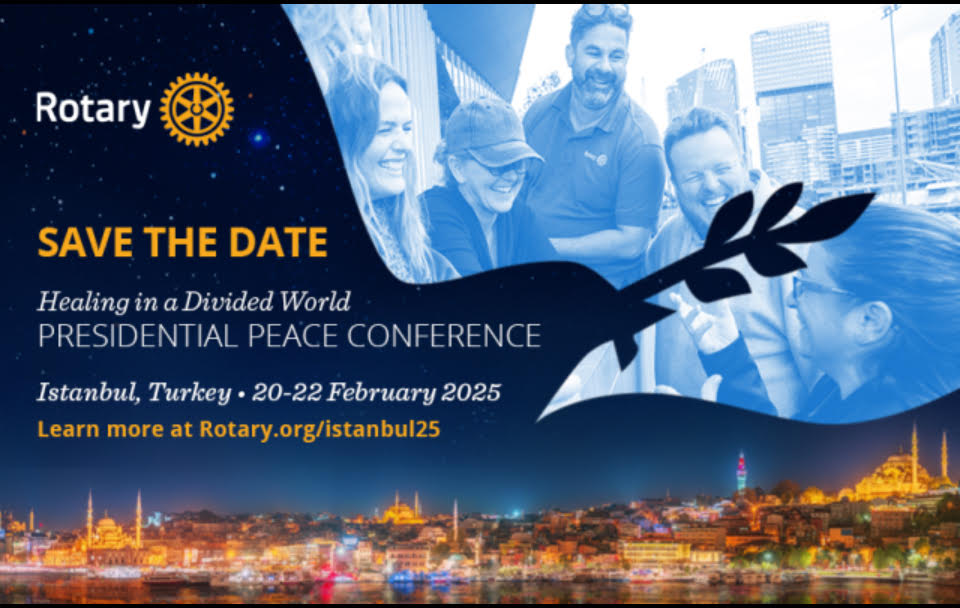 Rotary
SAVE THE DATE
Healing in a Divided World
PRESIDENTIAL PEACE CONFERENCE
Istanbul, Turkey • 20-22 February 2025
Learn more at Rotary.org/istanbul25